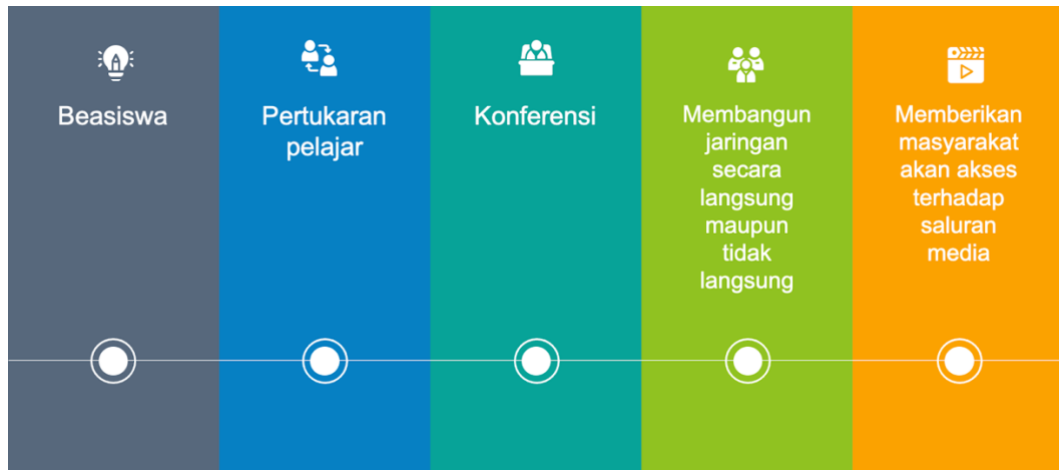 Beasiswa
Pertukaran
pelajar
Konferensi
Membangun
jaringan
secara
langsung
maupun
tidak
langsung
Memberikan
masyarakat
akan akses
terhadap
saluran
media